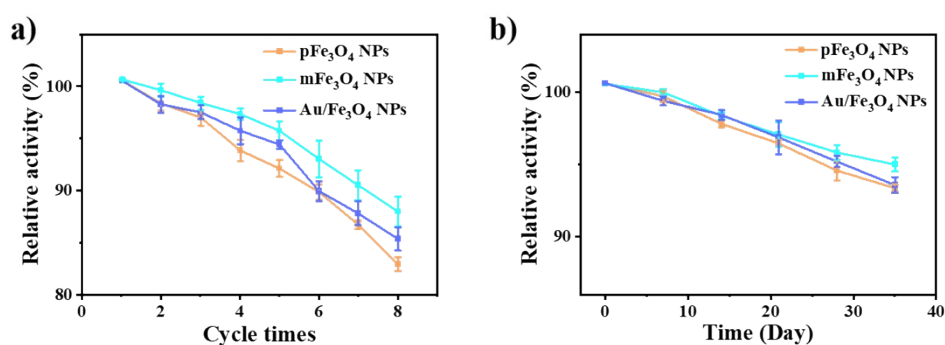 a)
Relative activity (%)
100
90
80
pFe₃O₄ NPs
mFe₃O₄ NPs
Au/Fe₃O₄ NPs
0 2 4 6 8
Cycle times
b)
Relative activity (%)
100
90
pFe₃O₄ NPs
mFe₃O₄ NPs
Au/Fe₃O₄ NPs
0 10 20 30 40
Time (Day)